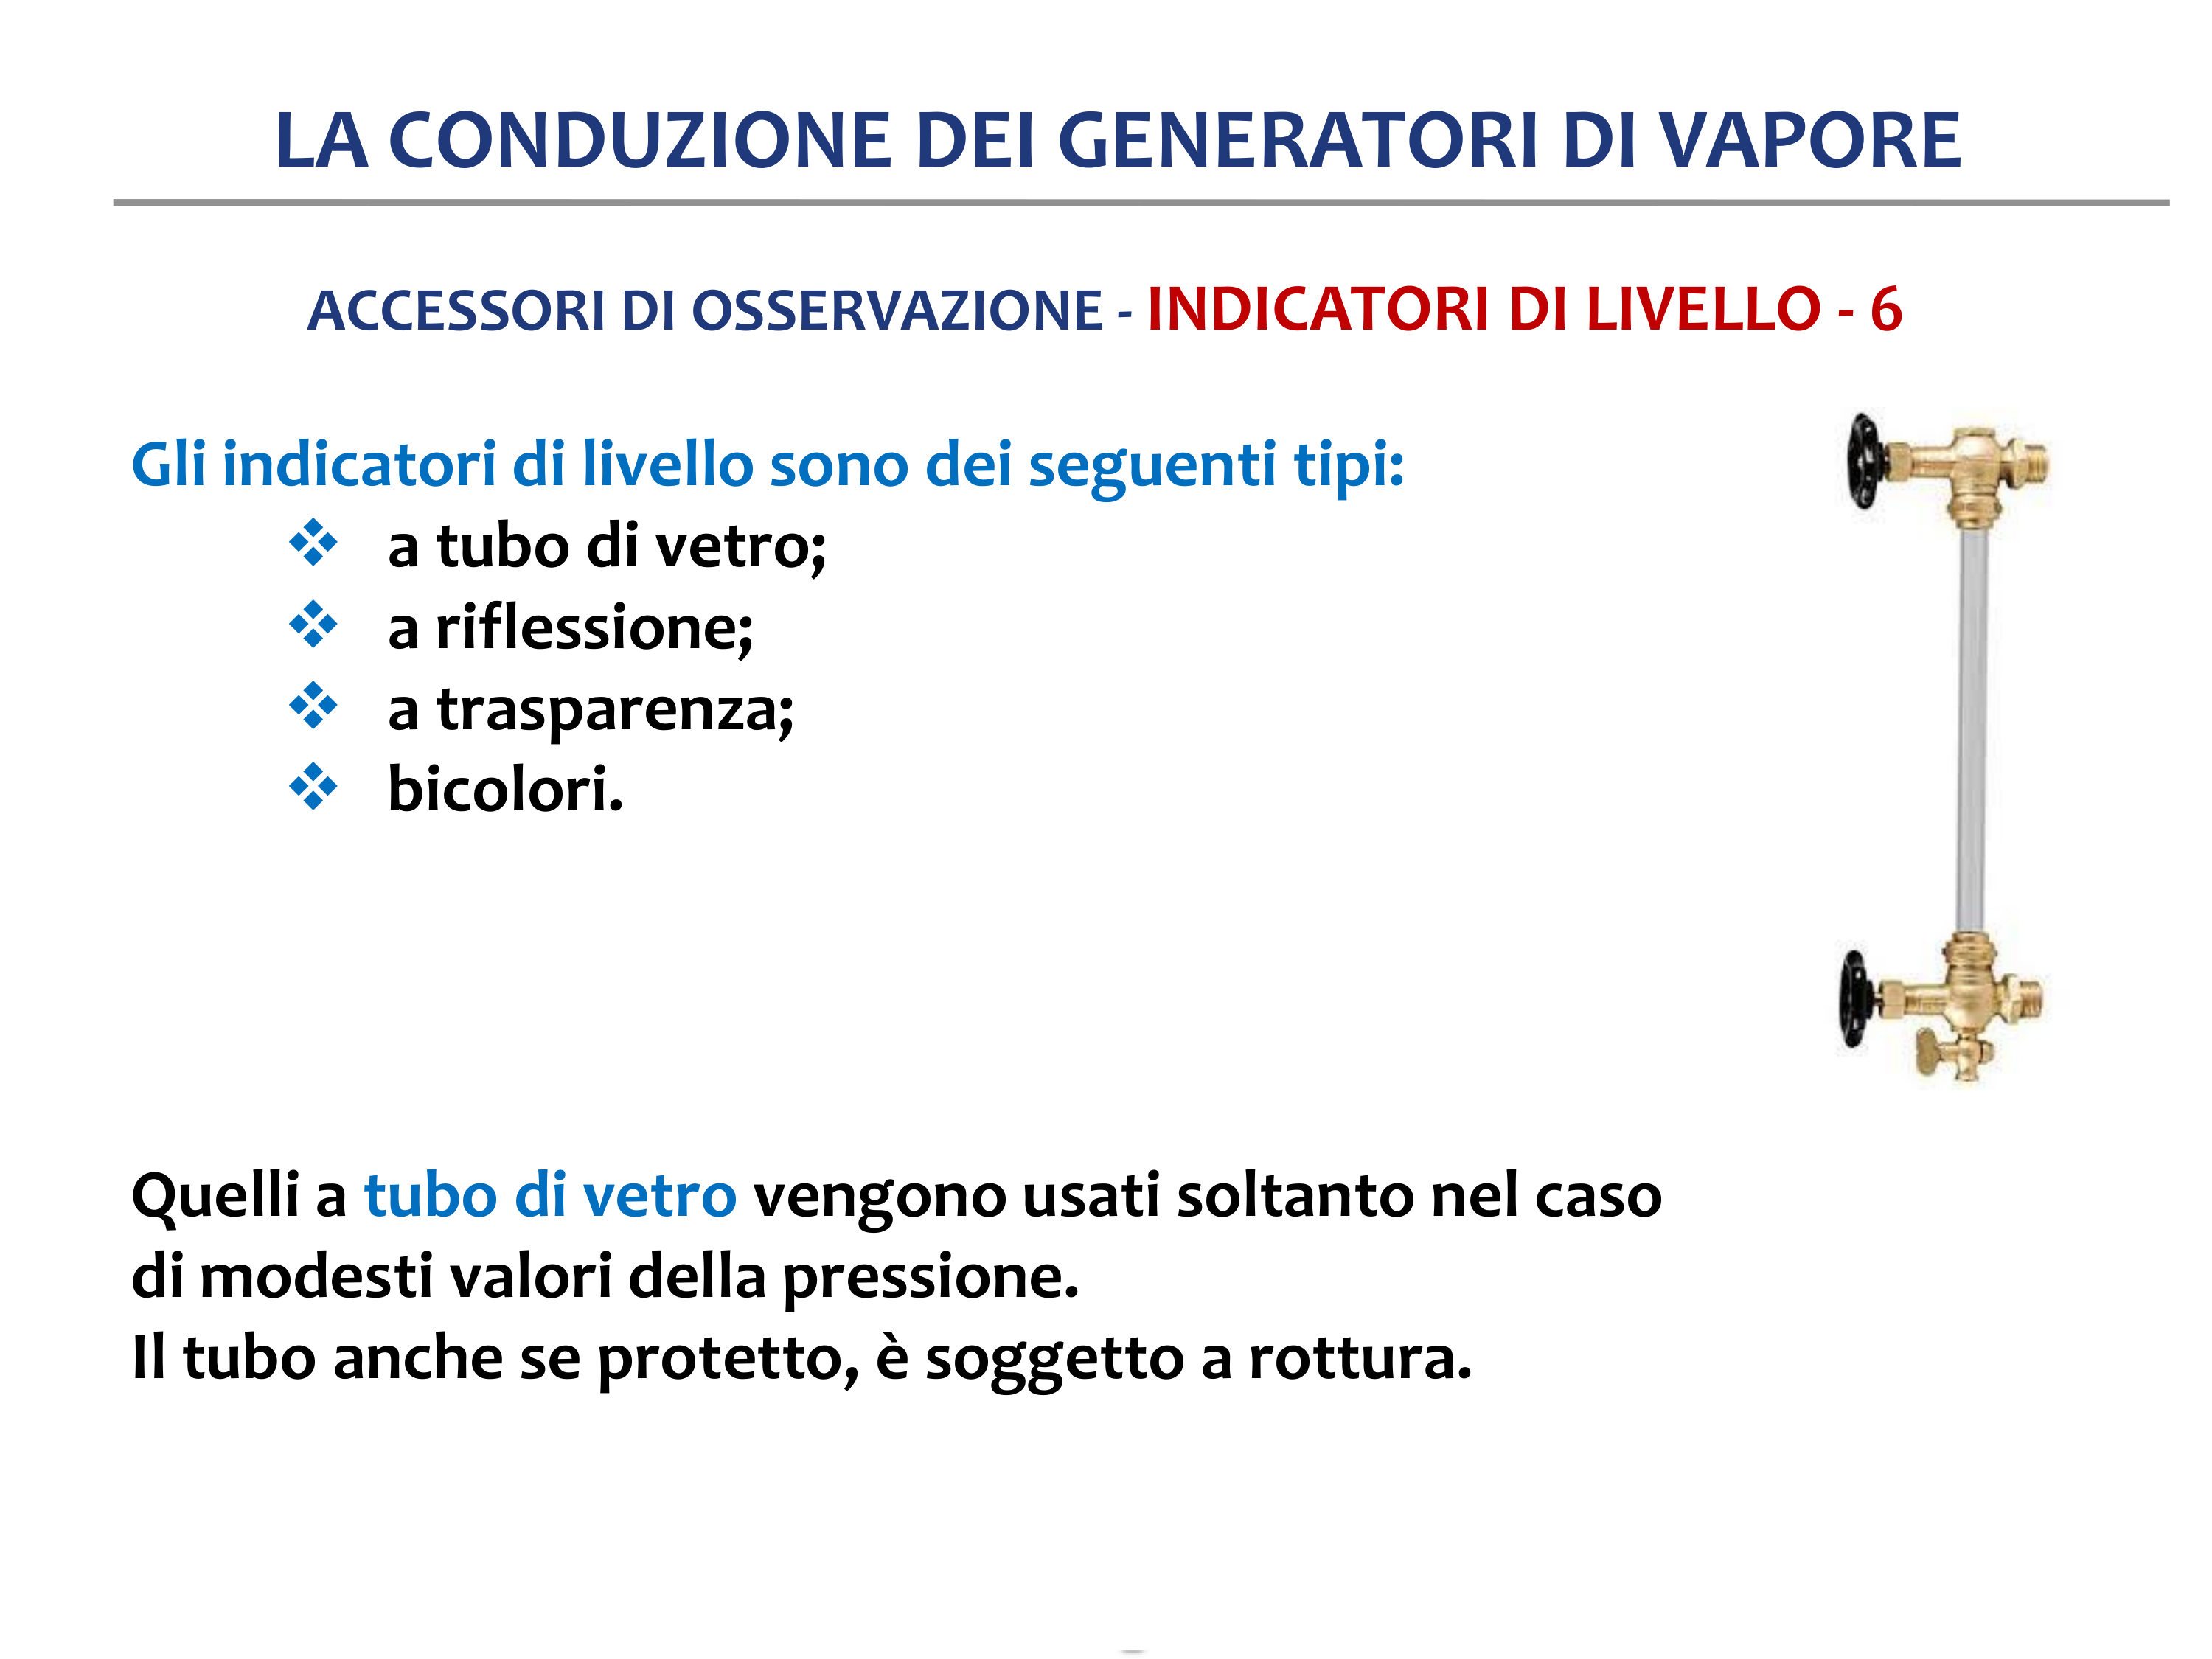 LA CONDUZIONE DEI GENERATORI DI VAPORE
ACCESSORI DI OSSERVAZIONE - INDICATORI DI LIVELLO - 6
Gli indicatori di livello sono dei seguenti tipi:
❖ a tubo di vetro;
❖ a riflessione;
❖ a trasparenza;
❖ bicolori.
Quelli a tubo di vetro vengono usati soltanto nel caso
di modesti valori della pressione.
Il tubo anche se protetto, è soggetto a rottura.